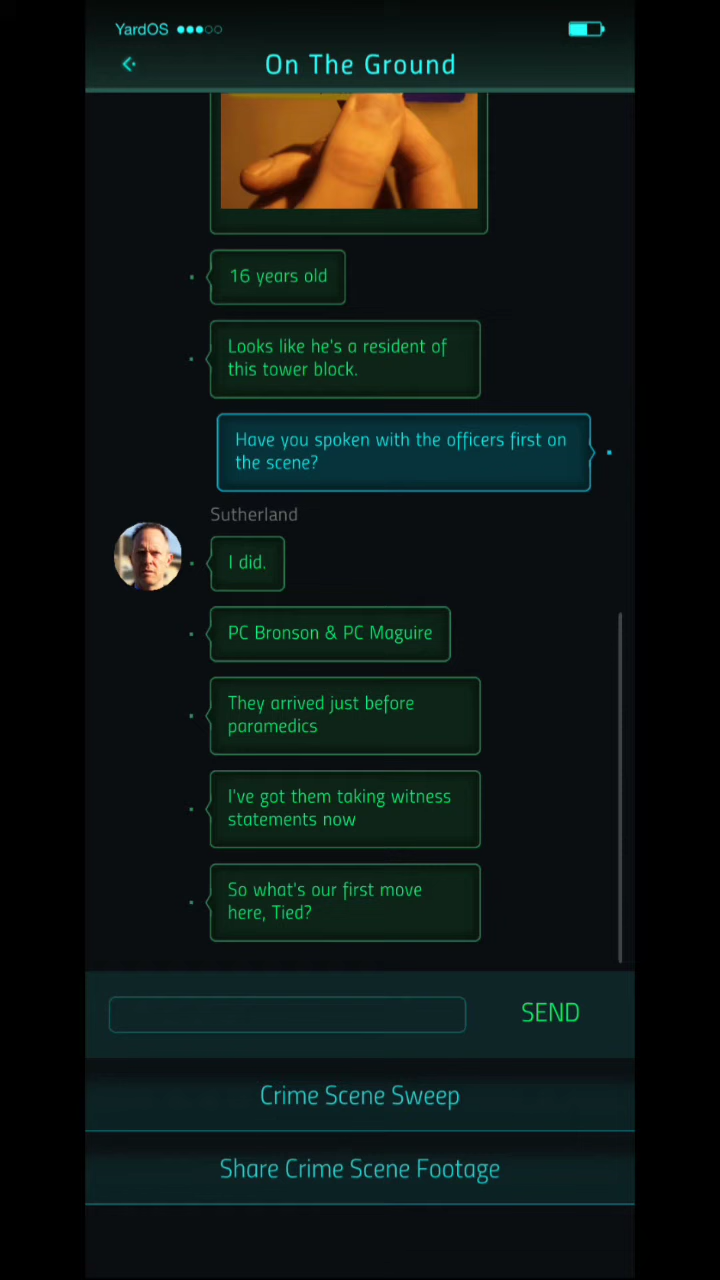 YardOS
On The Ground
16 years old
Looks like he's a resident of
this tower block.
Have you spoken with the officers first on
the scene?
Sutherland
I did.
PC Bronson & PC Maguire
They arrived just before
paramedics
I've got them taking witness
statements now
So what's our first move
here, Tied?
SEND
Crime Scene Sweep
Share Crime Scene Footage